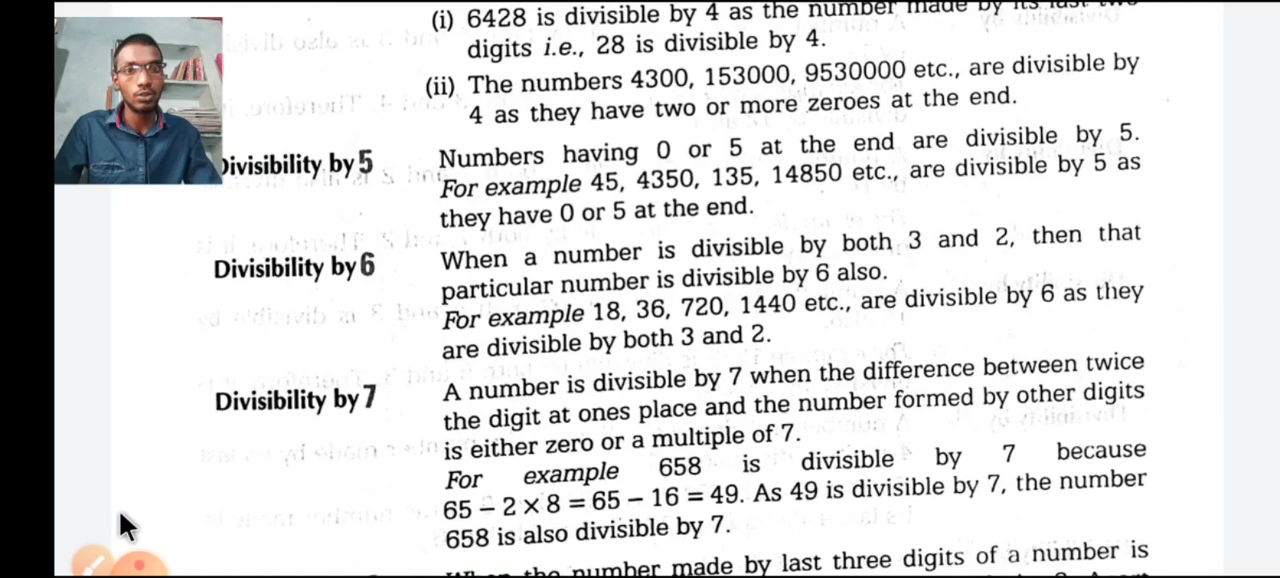 (i) 6428 is divisible by 4 as the number made by its last two
digits i.e., 28 is divisible by 4.
(ii) The numbers 4300, 153000, 9530000 etc., are divisible by
4 as they have two or more zeroes at the end.
Divisibility by 5
Numbers having 0 or 5 at the end are divisible by 5.
For example 45, 4350, 135, 14850 etc., are divisible by 5 as
they have 0 or 5 at the end.
Divisibility by 6
When a number is divisible by both 3 and 2, then that
particular number is divisible by 6 also.
For example 18, 36, 720, 1440 etc., are divisible by 6 as they
are divisible by both 3 and 2.
Divisibility by 7
A number is divisible by 7 when the difference between twice
the digit at ones place and the number formed by other digits
is either zero or a multiple of 7.
For example 658 is divisible by 7 because
65 – 2 × 8 = 65 – 16 = 49. As 49 is divisible by 7, the number
658 is also divisible by 7.
the number made by last three digits of a number is